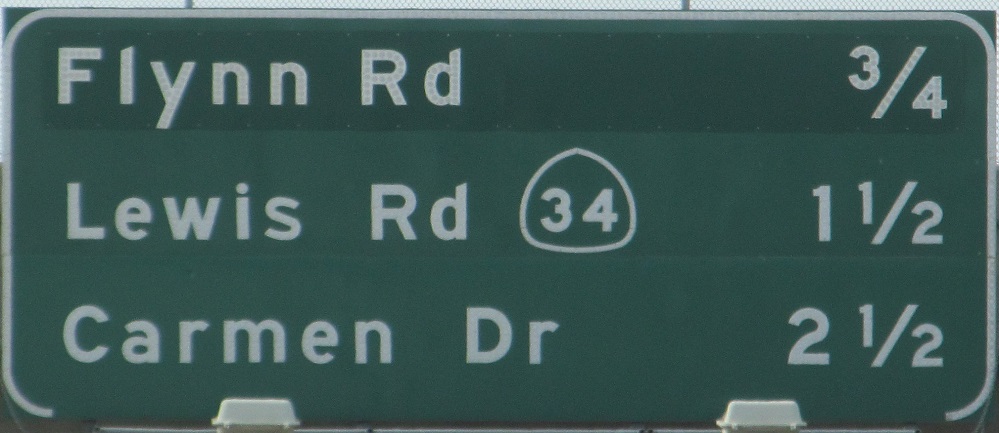 Flynn Rd 3/4
Lewis Rd 34 1 1/2
Carmen Dr 2 1/2